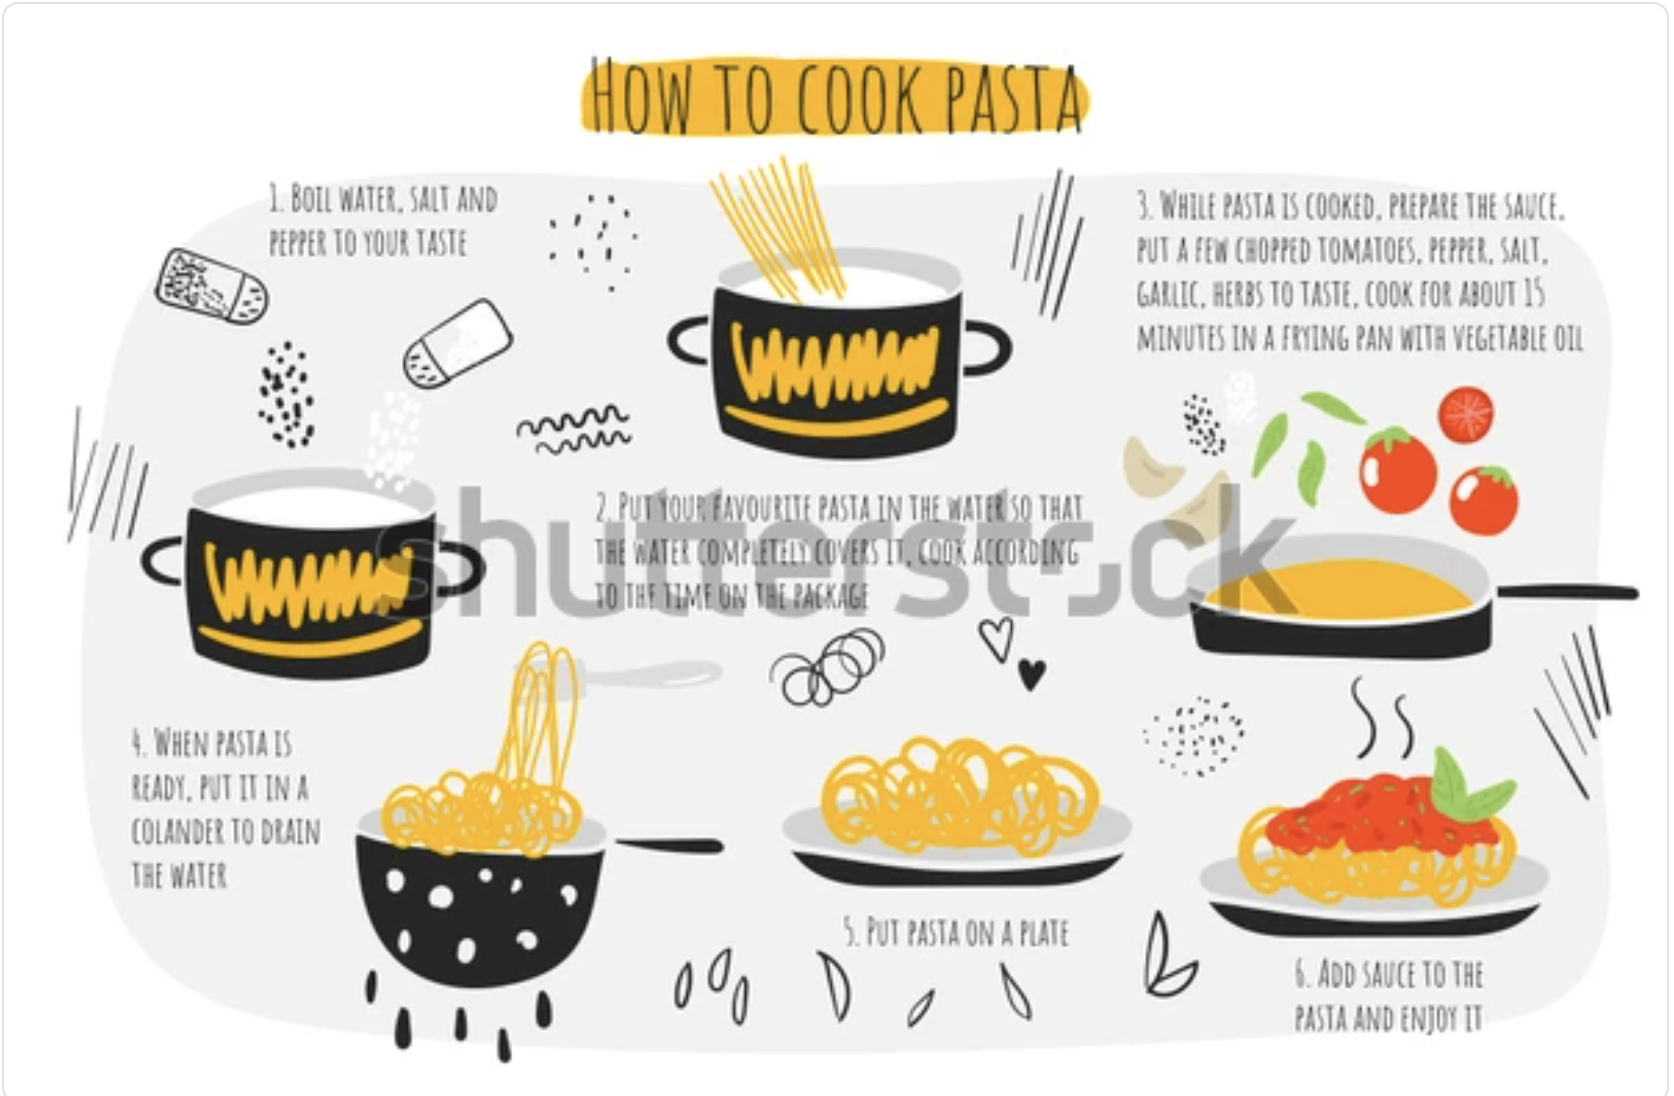 HOW TO COOK PASTA
1. BOIL WATER, SALT AND
PEPPER TO YOUR TASTE
2. PUT YOUR FAVOURITE PASTA IN THE WATER SO THAT
THE WATER COMPLETELY COVERS IT, COOK ACCORDING
TO THE TIME ON THE PACKAGE
3. WHILE PASTA IS COOKED, PREPARE THE SAUCE,
PUT A FEW CHOPPED TOMATOES, PEPPER, SALT,
GARLIC, HERBS TO TASTE, COOK FOR ABOUT 15
MINUTES IN A FRYING PAN WITH VEGETABLE OIL
shutterstock
4. WHEN PASTA IS
READY, PUT IT IN A
COLANDER TO DRAIN
THE WATER
5. PUT PASTA ON A PLATE
6. ADD SAUCE TO THE
PASTA AND ENJOY IT